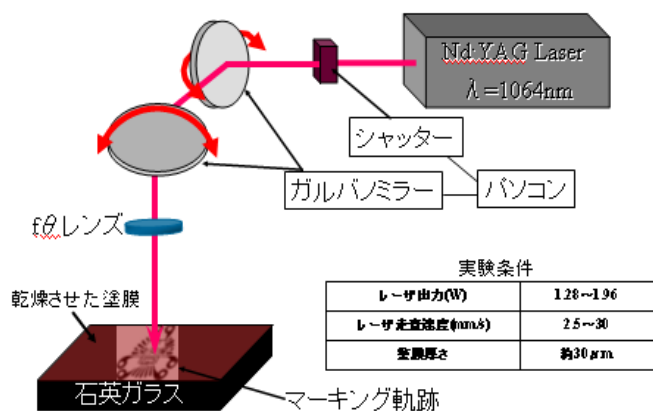 Nd:YAG Laser
λ=1064nm
シャッター
ガルバノミラー
パソコン
fθレンズ
実験条件
レーザ出力(W)
1.28～1.96
レーザ走査速度(mm/s)
2.5～30
塗膜厚さ
約30μm
乾燥させた塗膜
石英ガラス
マーキング軌跡